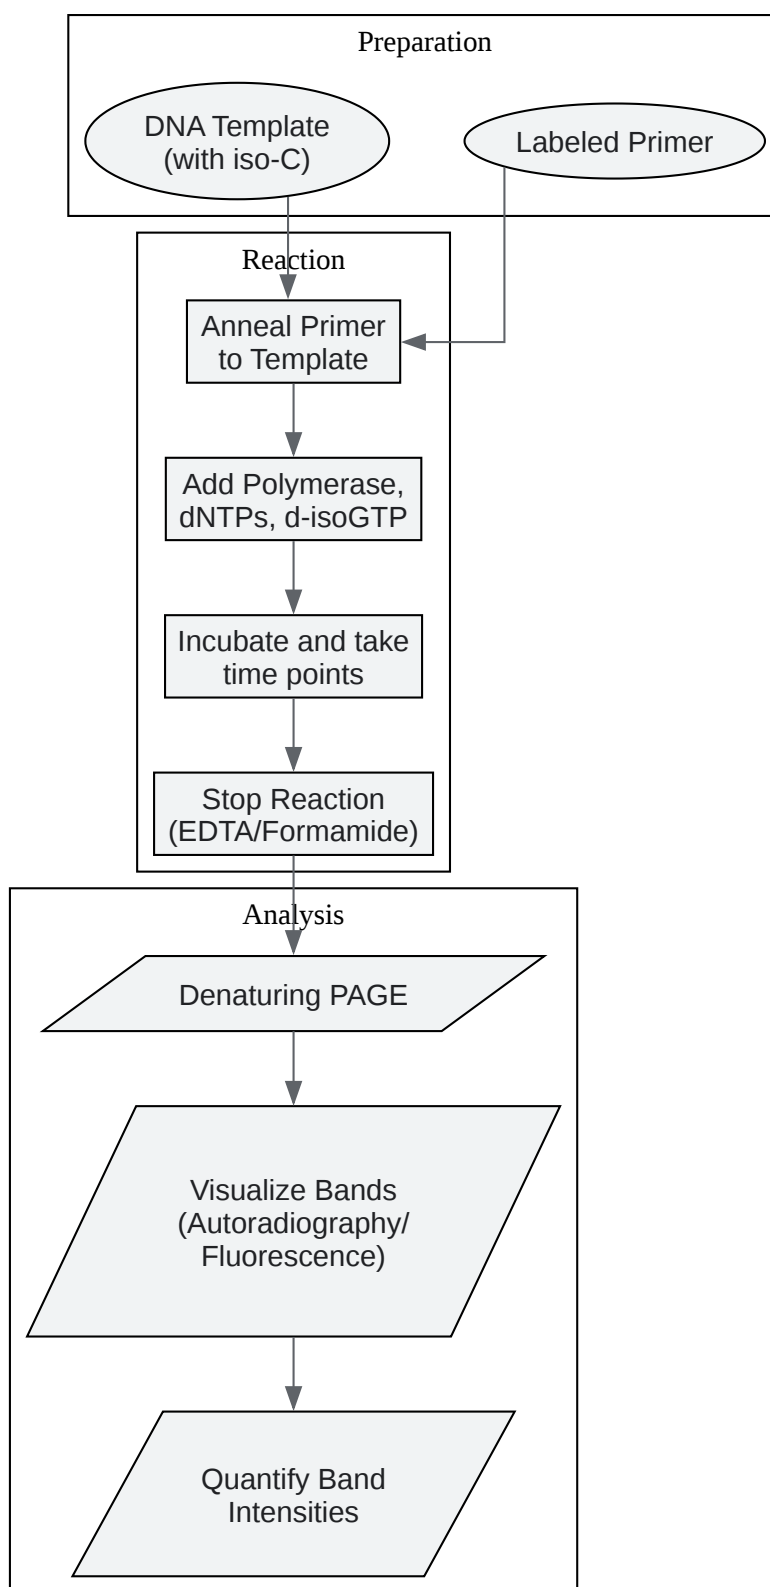 Preparation
DNA Template
(with iso-C)
Labeled Primer
Reaction
Anneal Primer
to Template
Add Polymerase,
dNTPs, d-isoGTP
Incubate and take
time points
Stop Reaction
(EDTA/Formamide)
Analysis
Denaturing PAGE
Visualize Bands
(Autoradiography/
Fluorescence)
Quantify Band
Intensities